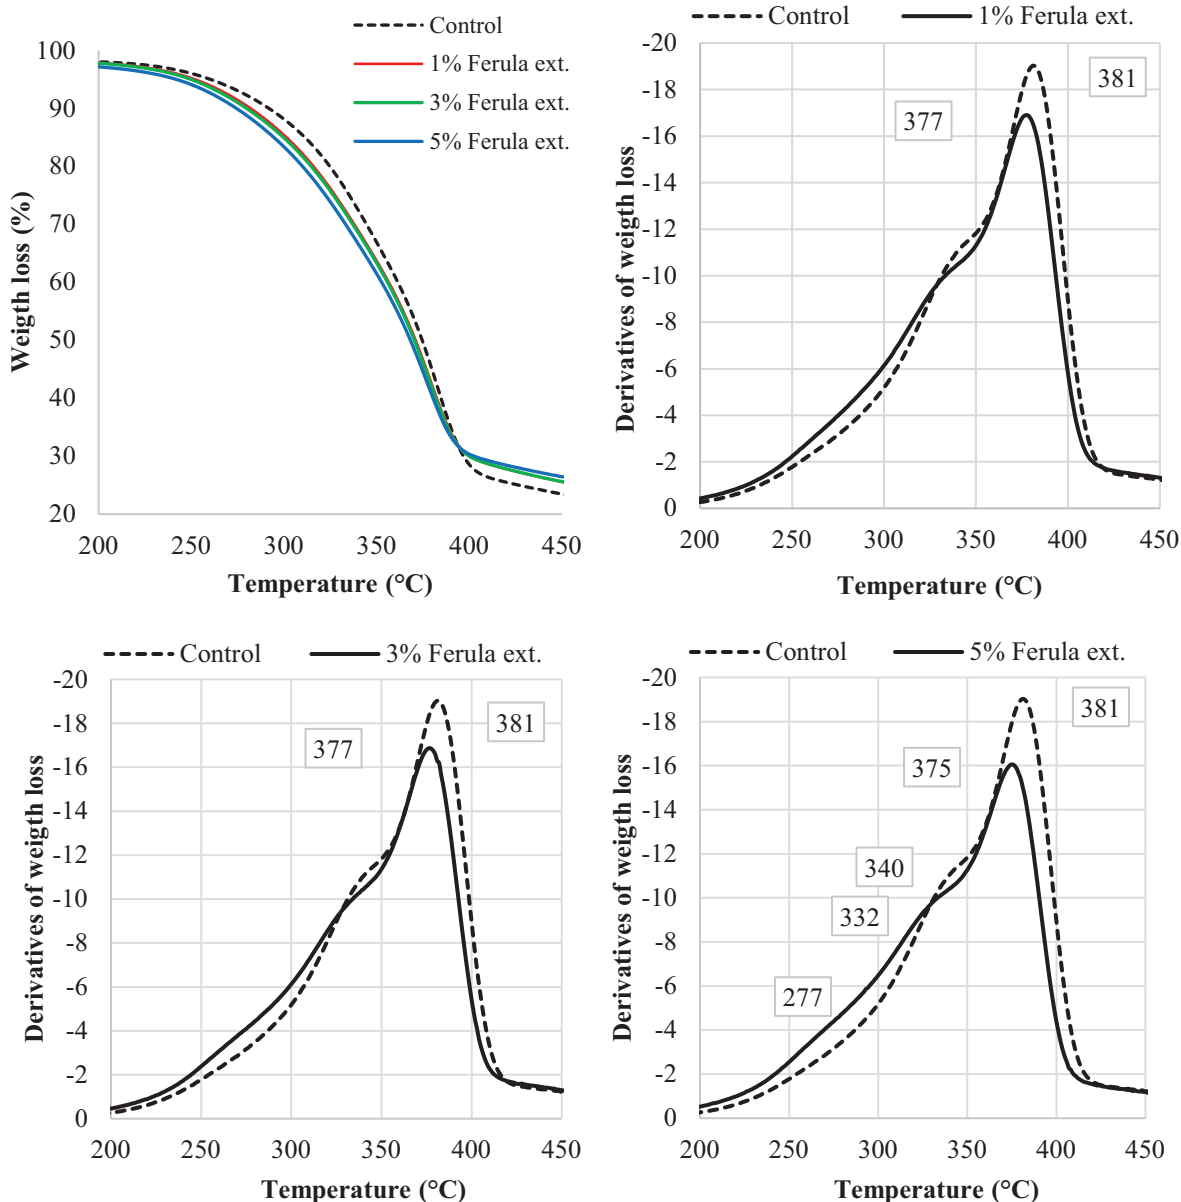 Control
1% Ferula ext.
3% Ferula ext.
5% Ferula ext.
100
90
80
70
60
50
40
30
20
Weigth loss (%)
200 250 300 350 400 450
Temperature (°C)
Control 1% Ferula ext.
-20
-18
-16
-14
-12
-10
-8
-6
-4
-2
0
Derivatives of weigth loss
381
377
200 250 300 350 400 450
Temperature (°C)
Control 3% Ferula ext.
-20
-18
-16
-14
-12
-10
-8
-6
-4
-2
0
Derivatives of weigth loss
381
377
200 250 300 350 400 450
Temperature (°C)
Control 5% Ferula ext.
-20
-18
-16
-14
-12
-10
-8
-6
-4
-2
0
Derivatives of weigth loss
381
375
340
332
277
200 250 300 350 400 450
Temperature (°C)